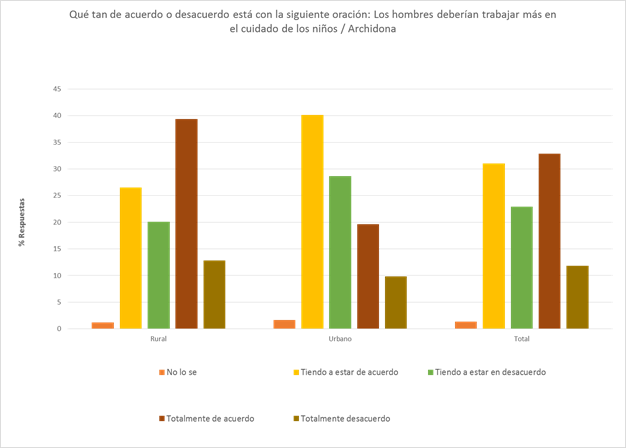 Qué tan de acuerdo o desacuerdo está con la siguiente oración: Los hombres deberían trabajar más en
el cuidado de los niños / Archidona
45
40
35
30
25
20
15
10
5
0
% Respuestas
Rural Urbano Total
No lo se Tiendo a estar de acuerdo Tiendo a estar en desacuerdo
Totalmente de acuerdo Totalmente desacuerdo